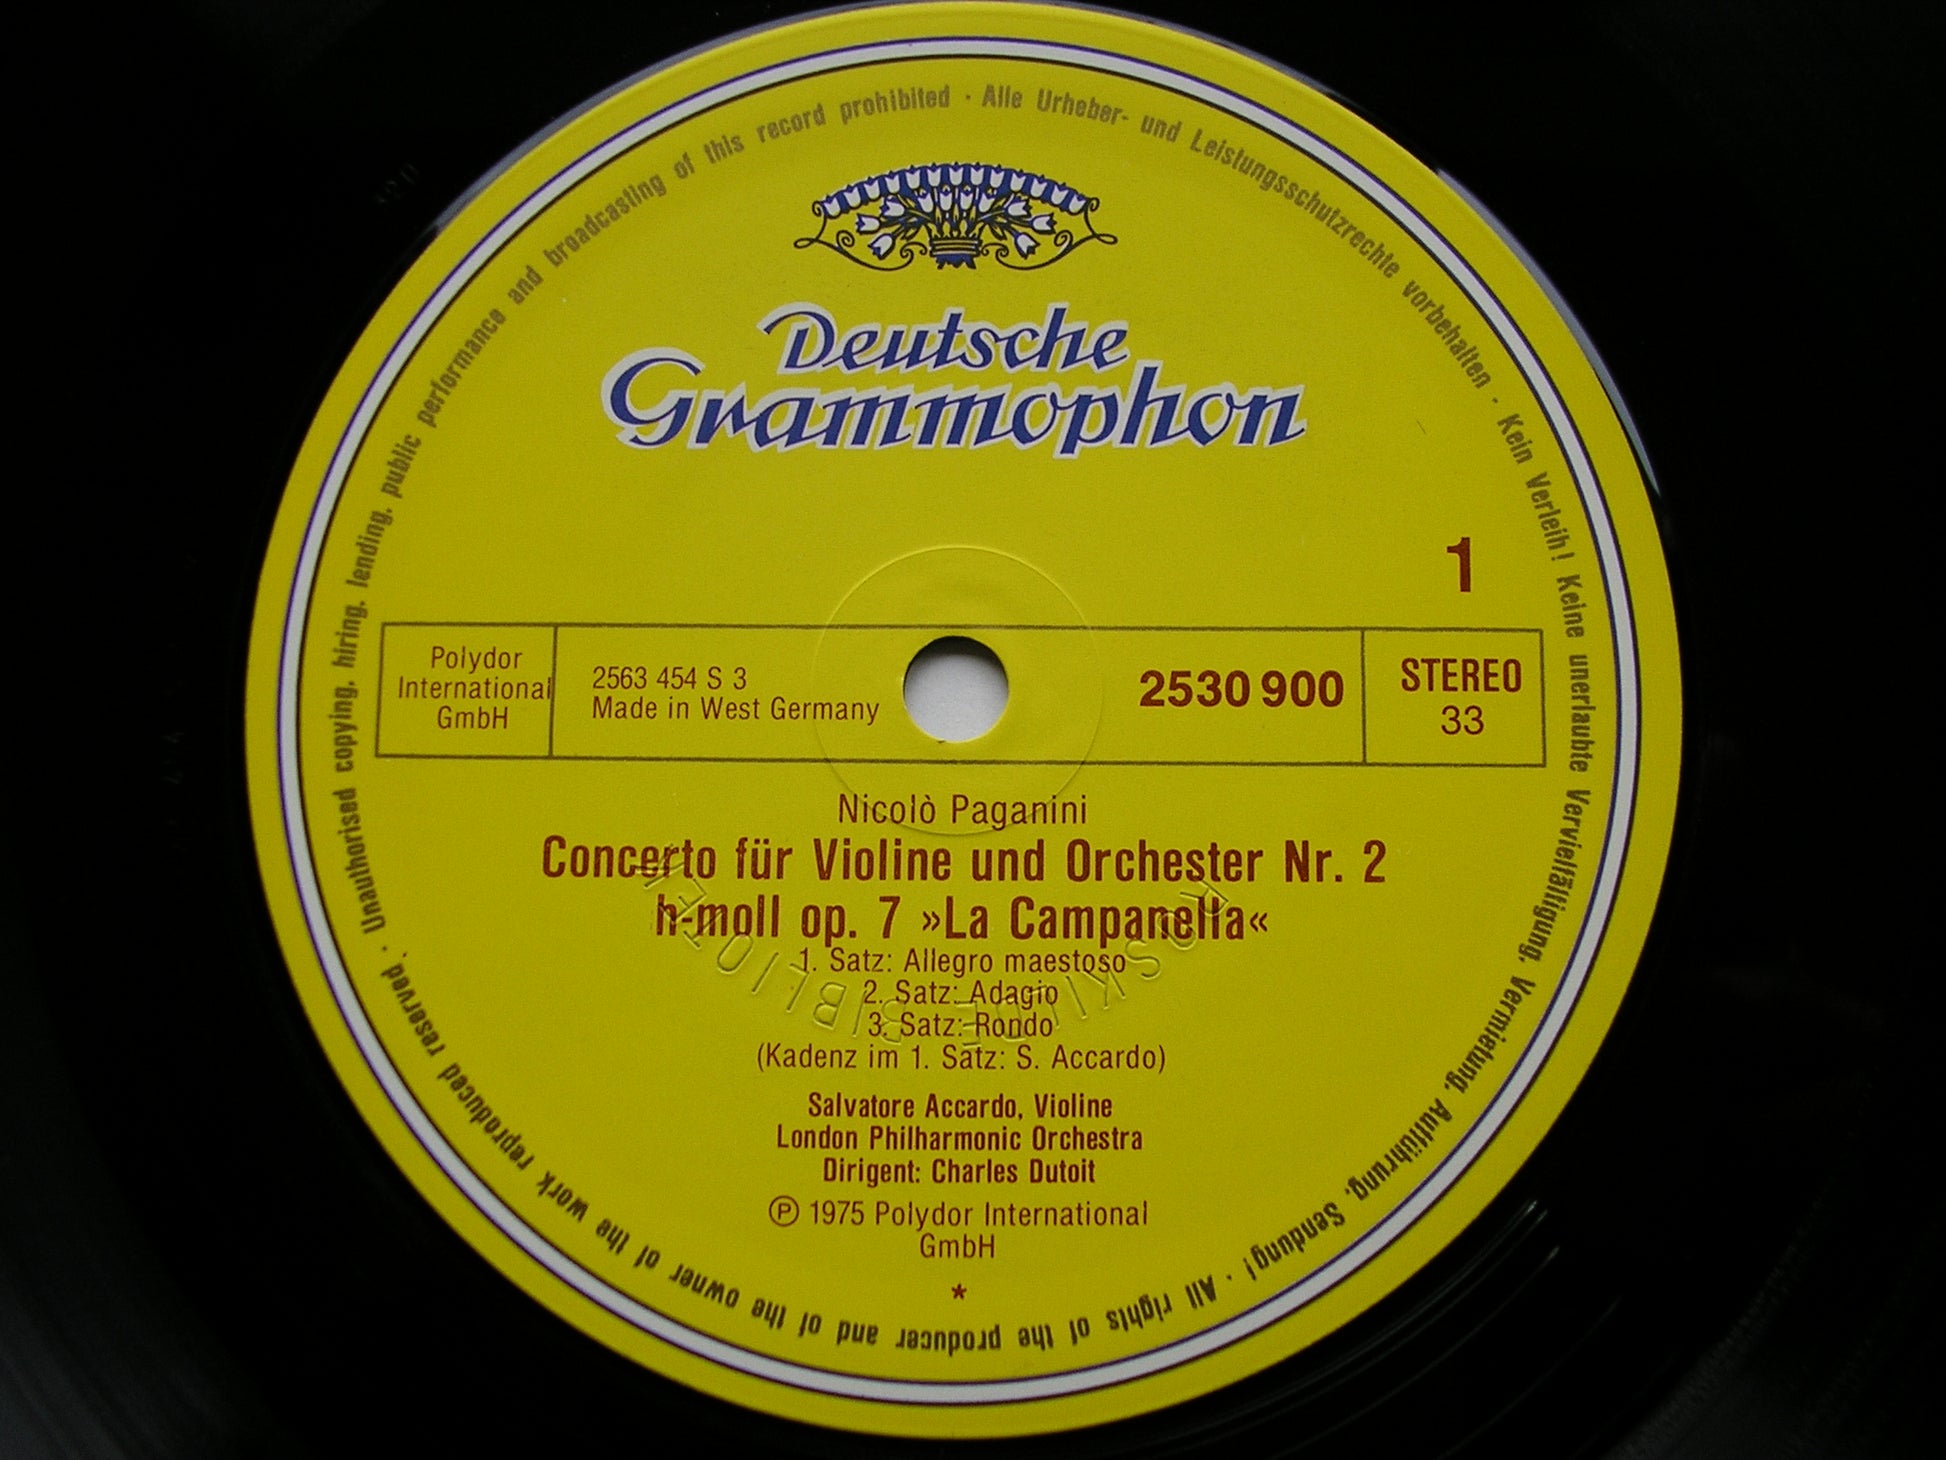 Unauthorised copying, hiring, lending, public performance and broadcasting of this record prohibited · Alle Urheber- und Leistungsschutzrechte vorbehalten · Kein Verleih! Keine unerlaubte Vervielfältigung, Vermietung, Aufführung, Sendung! · All rights of the producer and of the owner of the work reproduced reserved ·
Deutsche
Grammophon
1
Polydor
International
GmbH
2563 454 S 3
Made in West Germany
2530 900
STEREO
33
Nicolò Paganini
Concerto für Violine und Orchester Nr. 2
h-moll op. 7 »La Campanella«
1. Satz: Allegro maestoso
2. Satz: Adagio
3. Satz: Rondo
(Kadenz im 1. Satz: S. Accardo)
Salvatore Accardo, Violine
London Philharmonic Orchestra
Dirigent: Charles Dutoit
Ⓟ 1975 Polydor International
GmbH
*
ROSKILDE BIBLIOTEK